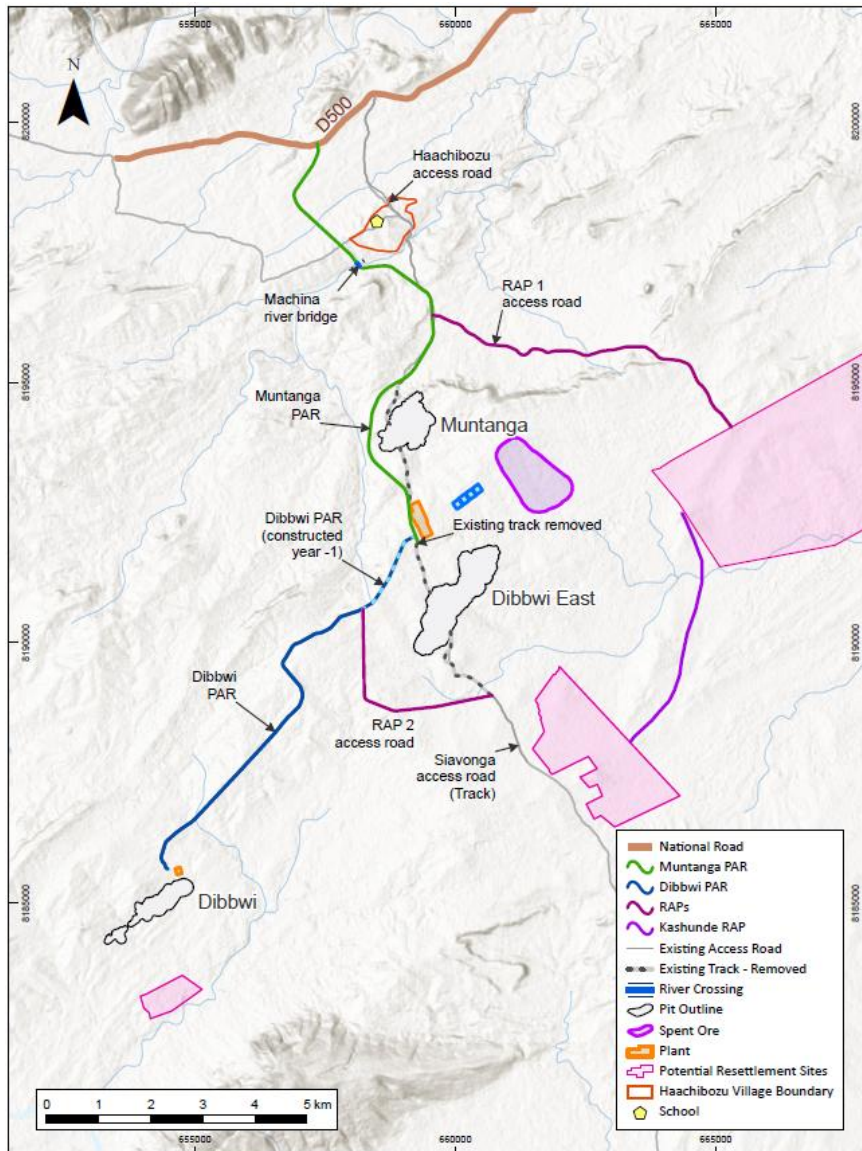 655000
660000
665000
N
8200000
8200000
D500
Haachibozu
access road
Machina
river bridge
RAP 1
access road
8195000
8195000
Muntanga
PAR
Muntanga
Dibbwi PAR
(constructed
year -1)
Existing track removed
Dibbwi East
8190000
8190000
Dibbwi
PAR
RAP 2
access road
Siavonga
access road
(Track)
National Road
Muntanga PAR
Dibbwi PAR
RAPs
Kashunde RAP
Existing Access Road
Existing Track - Removed
River Crossing
Pit Outline
Spent Ore
Plant
Potential Resettlement Sites
Haachibozu Village Boundary
School
8185000
8185000
Dibbwi
0 1 2 3 4 5 km
655000
660000
665000